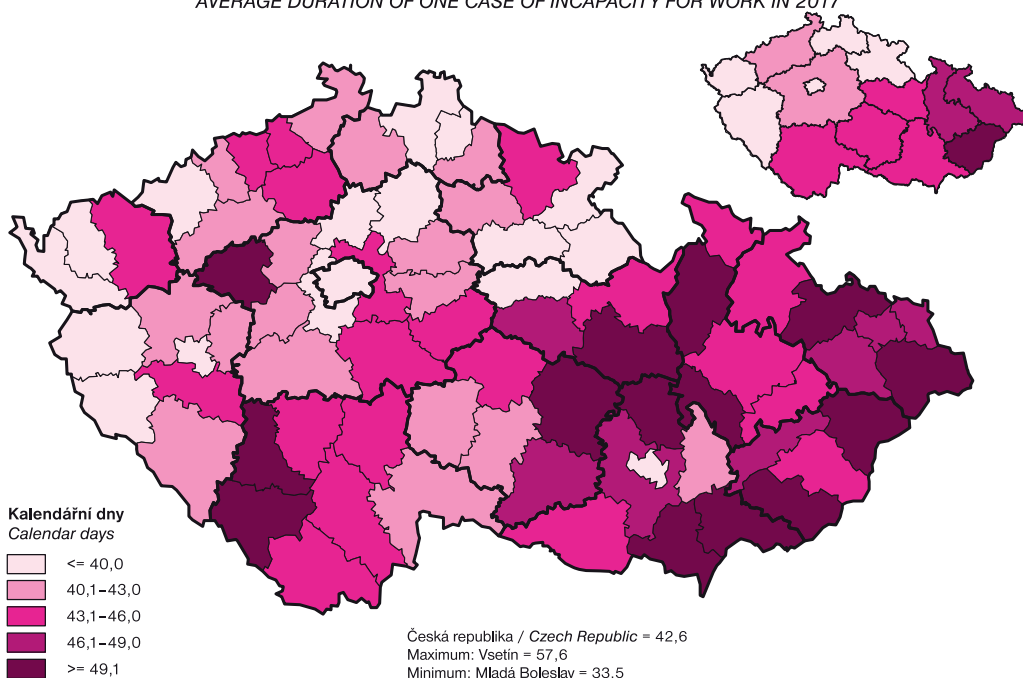 AVERAGE DURATION OF ONE CASE OF INCAPACITY FOR WORK IN 2017
Kalendářní dny
Calendar days
<= 40,0
40,1–43,0
43,1–46,0
46,1–49,0
>= 49,1
Česká republika / Czech Republic = 42,6
Maximum: Vsetín = 57,6
Minimum: Mladá Boleslav = 33,5